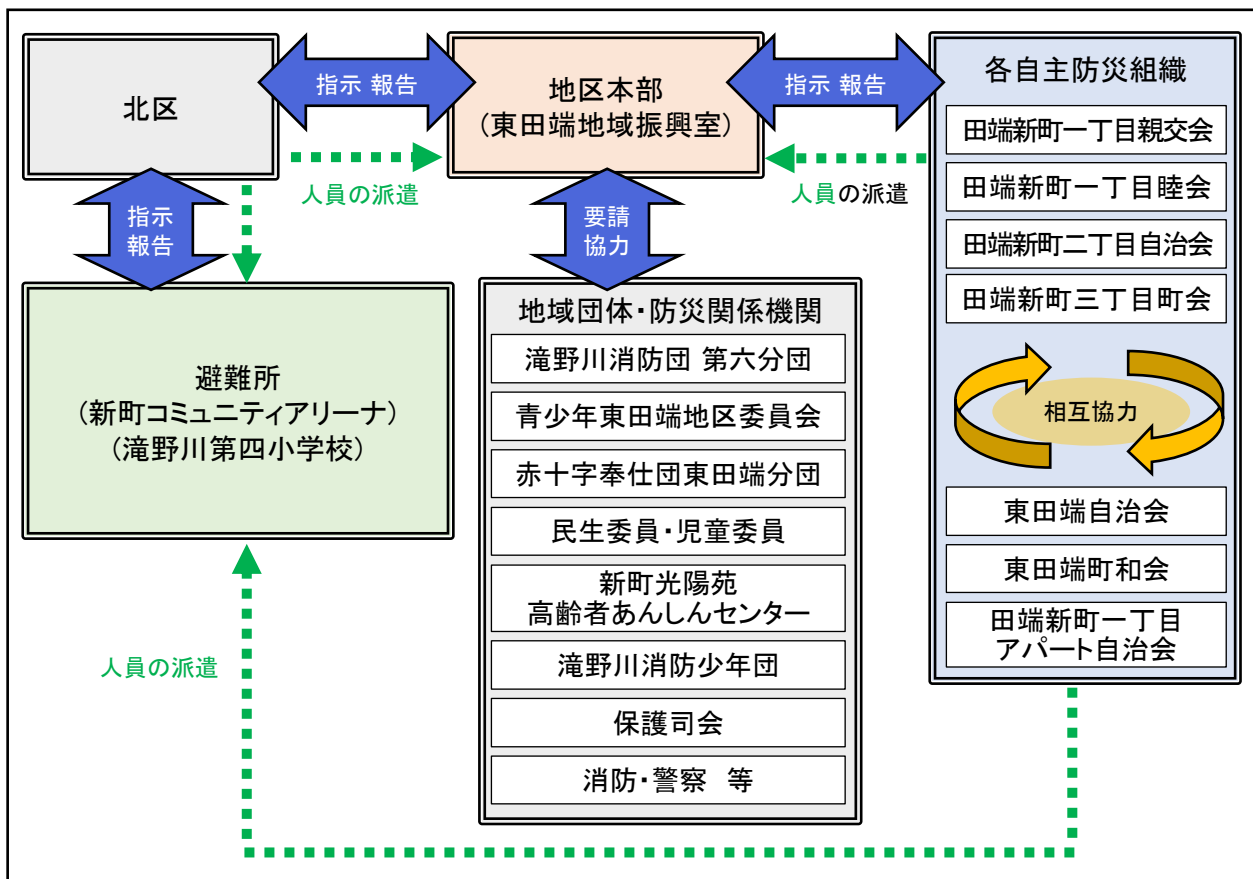 北区
指示 報告
地区本部
(東田端地域振興室)
指示 報告
各自主防災組織
田端新町一丁目親交会
田端新町一丁目睦会
田端新町二丁目自治会
田端新町三丁目町会
相互協力
東田端自治会
東田端町和会
田端新町一丁目
アパート自治会
人員の派遣
人員の派遣
指示
報告
要請
協力
避難所
(新町コミュニティアリーナ)
(滝野川第四小学校)
地域団体・防災関係機関
滝野川消防団 第六分団
青少年東田端地区委員会
赤十字奉仕団東田端分団
民生委員・児童委員
新町光陽苑
高齢者あんしんセンター
滝野川消防少年団
保護司会
消防・警察 等
人員の派遣